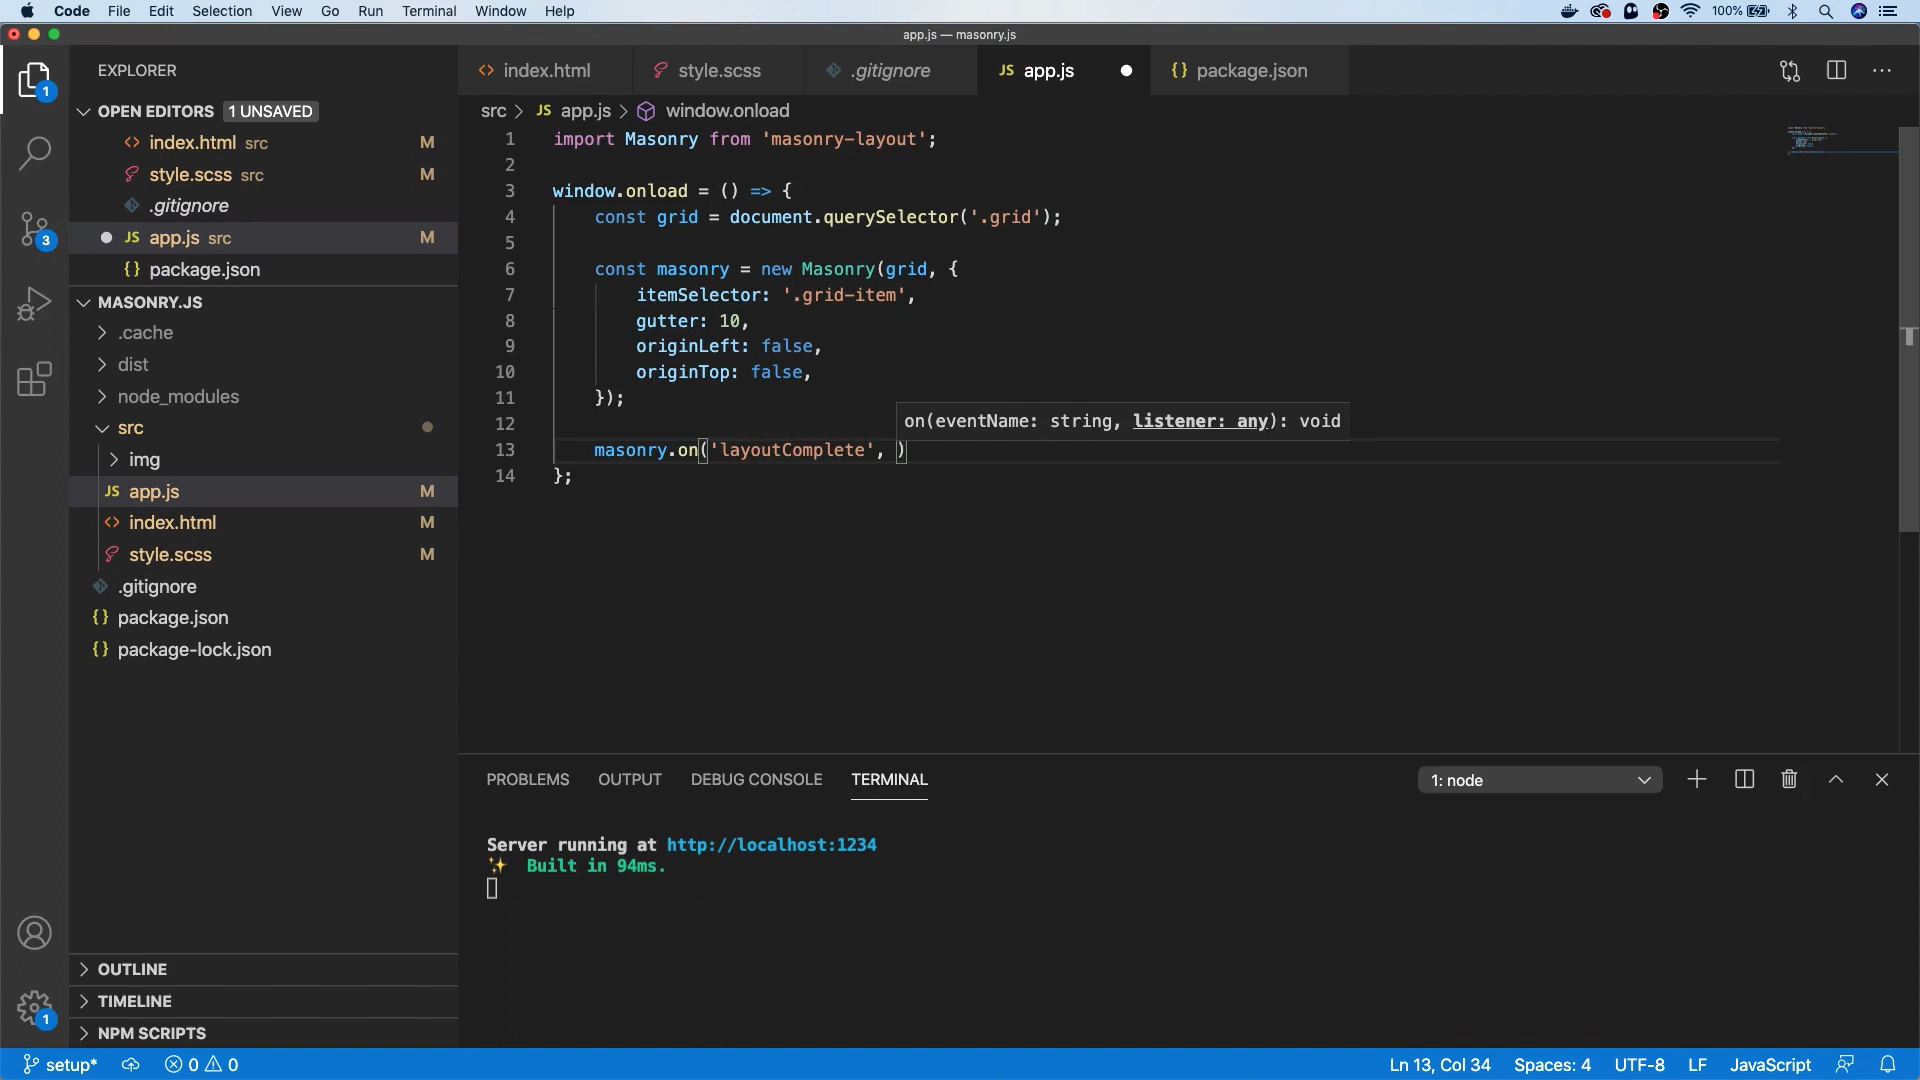 Code File Edit Selection View Go Run Terminal Window Help 100%
app.js — masonry.js
EXPLORER
OPEN EDITORS 1 UNSAVED
index.html src M
style.scss src M
.gitignore
JS app.js src M
{} package.json
MASONRY.JS
.cache
dist
node_modules
src
img
JS app.js M
index.html M
style.scss M
.gitignore
{} package.json
{} package-lock.json
OUTLINE
TIMELINE
NPM SCRIPTS
1
3
1
<> index.html style.scss .gitignore JS app.js {} package.json
src > JS app.js > window.onload
1 import Masonry from 'masonry-layout';
2
3 window.onload = () => {
4 const grid = document.querySelector('.grid');
5
6 const masonry = new Masonry(grid, {
7 itemSelector: '.grid-item',
8 gutter: 10,
9 originLeft: false,
10 originTop: false,
11 });
on(eventName: string, listener: any): void
12
13 masonry.on('layoutComplete', )
14 };
PROBLEMS OUTPUT DEBUG CONSOLE TERMINAL 1: node
Server running at http://localhost:1234
✨ Built in 94ms.
setup* 0 0 Ln 13, Col 34 Spaces: 4 UTF-8 LF JavaScript